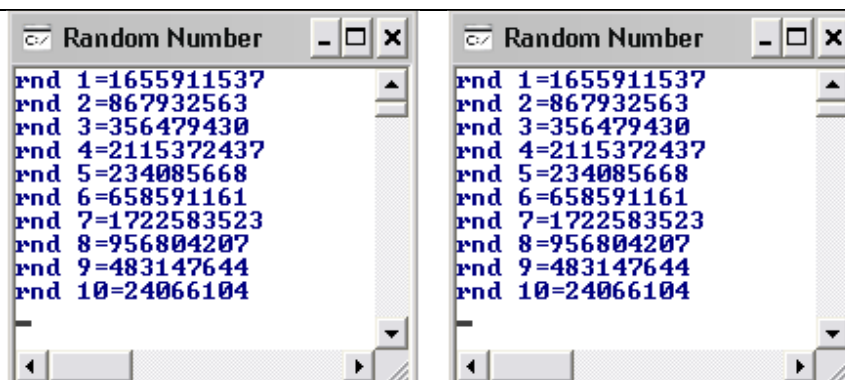 Random Number
rnd 1=1655911537
rnd 2=867932563
rnd 3=356479430
rnd 4=2115372437
rnd 5=234085668
rnd 6=658591161
rnd 7=1722583523
rnd 8=956804207
rnd 9=483147644
rnd 10=24066104
Random Number
rnd 1=1655911537
rnd 2=867932563
rnd 3=356479430
rnd 4=2115372437
rnd 5=234085668
rnd 6=658591161
rnd 7=1722583523
rnd 8=956804207
rnd 9=483147644
rnd 10=24066104